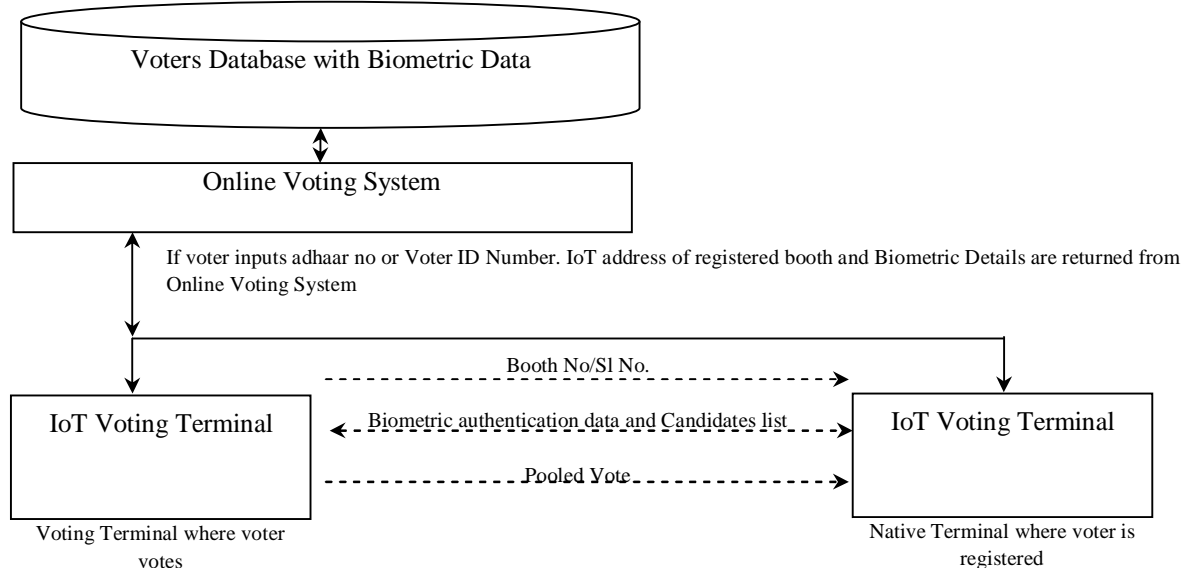 Voters Database with Biometric Data
Online Voting System
If voter inputs adhaar no or Voter ID Number. IoT address of registered booth and Biometric Details are returned from
Online Voting System
Booth No/Sl No.
IoT Voting Terminal
Biometric authentication data and Candidates list
IoT Voting Terminal
Pooled Vote
Voting Terminal where voter
votes
Native Terminal where voter is
registered